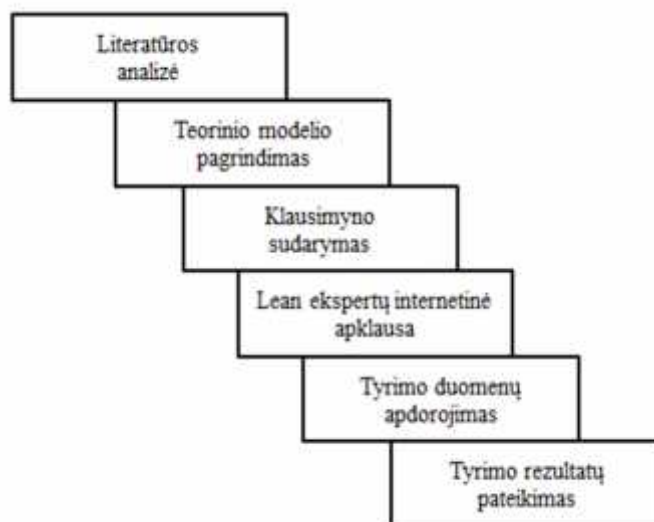 Literatūros
analizė
Teorinio modelio
pagrindimas
Klausimyno
sudarymas
Lean ekspertų internetinė
apklausa
Tyrimo duomenų
apdorojimas
Tyrimo rezultatų
pateikimas